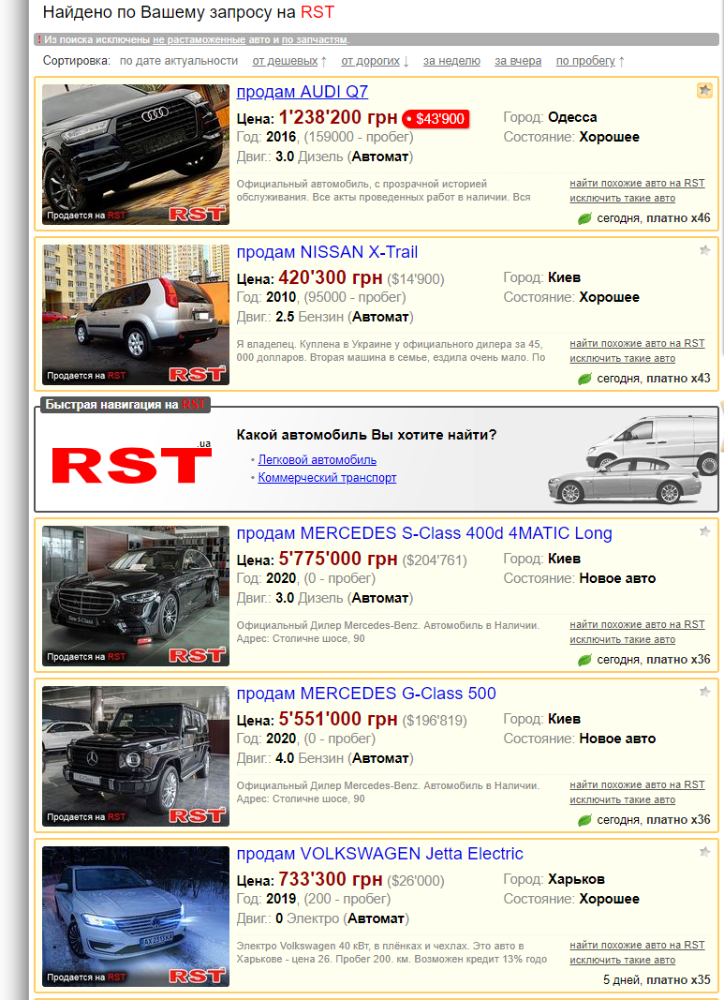 Найдено по Вашему запросу на RST
! Из поиска исключены не растаможенные авто и по запчастям.
Сортировка: по дате актуальности от дешевых ↑ от дорогих ↓ за неделю за вчера по пробегу ↑
продам AUDI Q7
Цена: 1'238'200 грн • $43'900
Город: Одесса
Год: 2016, (159000 - пробег)
Состояние: Хорошее
Двиг.: 3.0 Дизель (Автомат)
Официальный автомобиль, с прозрачной историей
обслуживания. Все акты проведенных работ в наличии. Вся
найти похожие авто на RST
исключить такие авто
сегодня, платно x46
Продается на RST
RST
продам NISSAN X-Trail
Цена: 420'300 грн ($14'900)
Город: Киев
Год: 2010, (95000 - пробег)
Состояние: Хорошее
Двиг.: 2.5 Бензин (Автомат)
Я владелец. Куплена в Украине у официального дилера за 45,
000 долларов. Вторая машина в семье, ездила очень мало. По
найти похожие авто на RST
исключить такие авто
сегодня, платно x43
Продается на RST
RST
Быстрая навигация на RST
RST.ua
Какой автомобиль Вы хотите найти?
• Легковой автомобиль
• Коммерческий транспорт
продам MERCEDES S-Class 400d 4MATIC Long
Цена: 5'775'000 грн ($204'761)
Город: Киев
Год: 2020, (0 - пробег)
Состояние: Новое авто
Двиг.: 3.0 Дизель (Автомат)
Официальный Дилер Mercedes-Benz. Автомобиль в Наличии.
Адрес: Столичне шосе, 90
найти похожие авто на RST
исключить такие авто
сегодня, платно x36
Продается на RST
RST
продам MERCEDES G-Class 500
Цена: 5'551'000 грн ($196'819)
Город: Киев
Год: 2020, (0 - пробег)
Состояние: Новое авто
Двиг.: 4.0 Бензин (Автомат)
Официальный Дилер Mercedes-Benz. Автомобиль в Наличии.
Адрес: Столичне шосе, 90
найти похожие авто на RST
исключить такие авто
сегодня, платно x36
Продается на RST
RST
продам VOLKSWAGEN Jetta Electric
Цена: 733'300 грн ($26'000)
Город: Харьков
Год: 2019, (200 - пробег)
Состояние: Хорошее
Двиг.: 0 Электро (Автомат)
Электро Volkswagen 40 кВт, в плёнках и чехлах. Это авто в
Харькове - цена 26. Пробег 200. км. Возможен кредит 13% годо
найти похожие авто на RST
исключить такие авто
5 дней, платно x35
Продается на RST
RST